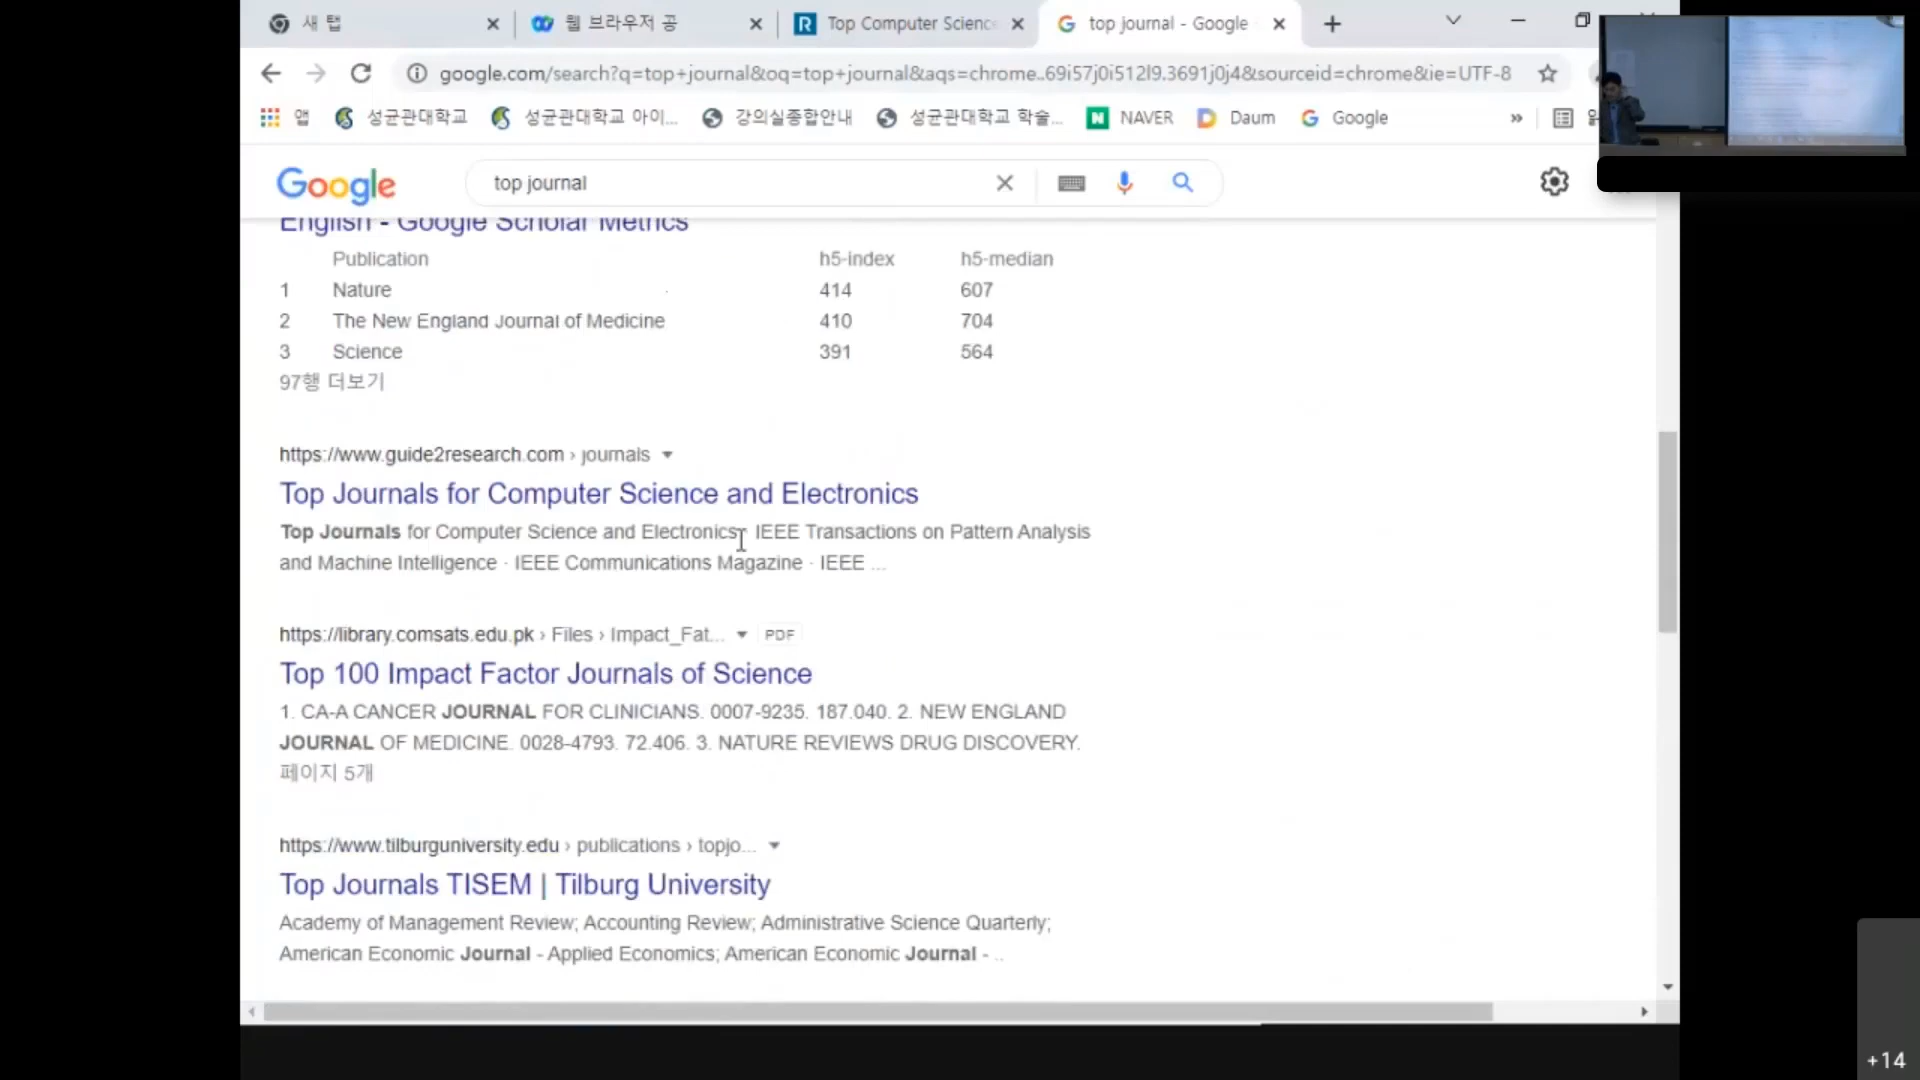 새 탭
웹 브라우저 공
Top Computer Science
top journal - Google
google.com/search?q=top+journal&oq=top+journal&aqs=chrome..69i57j0i512l9.3691j0j4&sourceid=chrome&ie=UTF-8
앱
성균관대학교
성균관대학교 아이...
강의실종합안내
성균관대학교 학술...
NAVER
Daum
Google
»
Google
top journal
English - Google Scholar Metrics
Publication h5-index h5-median
1 Nature 414 607
2 The New England Journal of Medicine 410 704
3 Science 391 564
97행 더보기
https://www.guide2research.com › journals
Top Journals for Computer Science and Electronics
Top Journals for Computer Science and Electronics · IEEE Transactions on Pattern Analysis
and Machine Intelligence · IEEE Communications Magazine · IEEE ...
https://library.comsats.edu.pk › Files › Impact_Fat... PDF
Top 100 Impact Factor Journals of Science
1. CA-A CANCER JOURNAL FOR CLINICIANS. 0007-9235. 187.040. 2. NEW ENGLAND
JOURNAL OF MEDICINE. 0028-4793. 72.406. 3. NATURE REVIEWS DRUG DISCOVERY.
페이지 5개
https://www.tilburguniversity.edu › publications › topjo...
Top Journals TISEM | Tilburg University
Academy of Management Review; Accounting Review; Administrative Science Quarterly;
American Economic Journal - Applied Economics; American Economic Journal - ..
+14